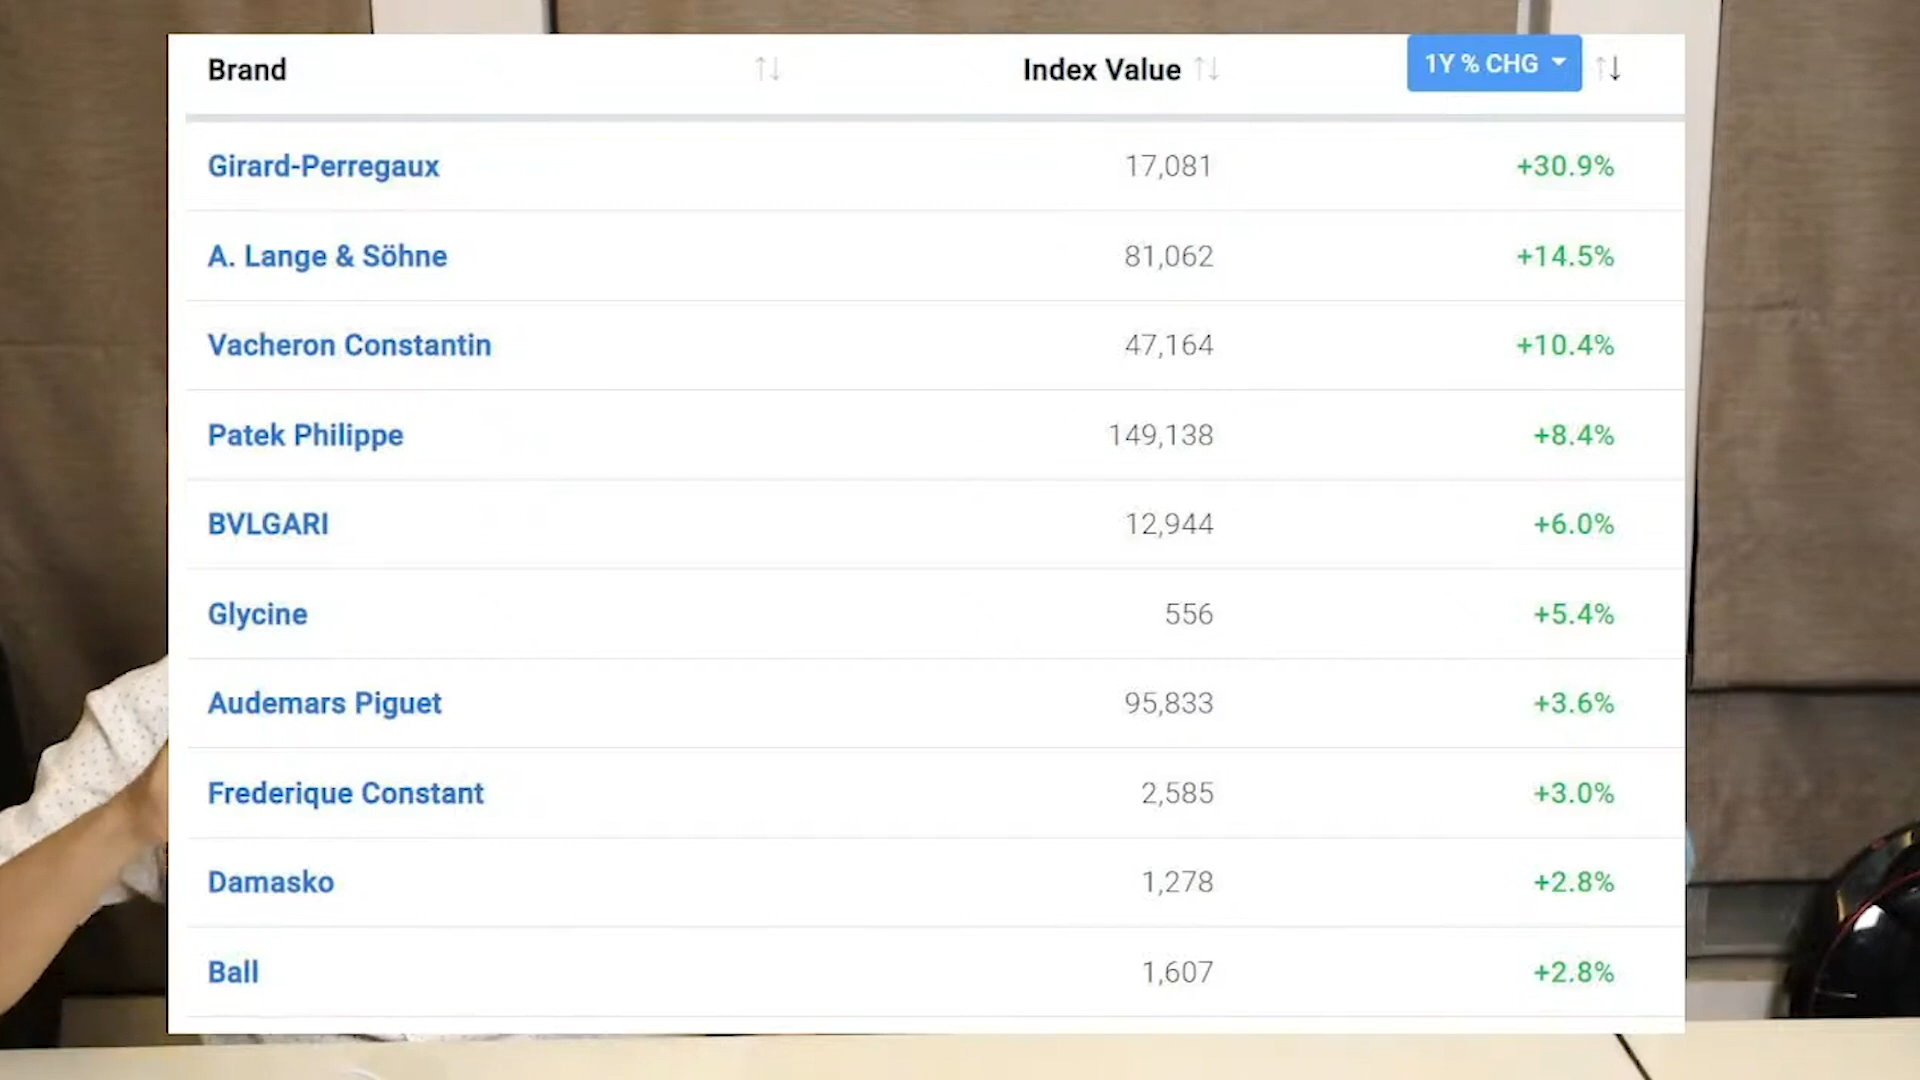 Brand Index Value 1Y % CHG
Girard-Perregaux 17,081 +30.9%
A. Lange & Söhne 81,062 +14.5%
Vacheron Constantin 47,164 +10.4%
Patek Philippe 149,138 +8.4%
BVLGARI 12,944 +6.0%
Glycine 556 +5.4%
Audemars Piguet 95,833 +3.6%
Frederique Constant 2,585 +3.0%
Damasko 1,278 +2.8%
Ball 1,607 +2.8%